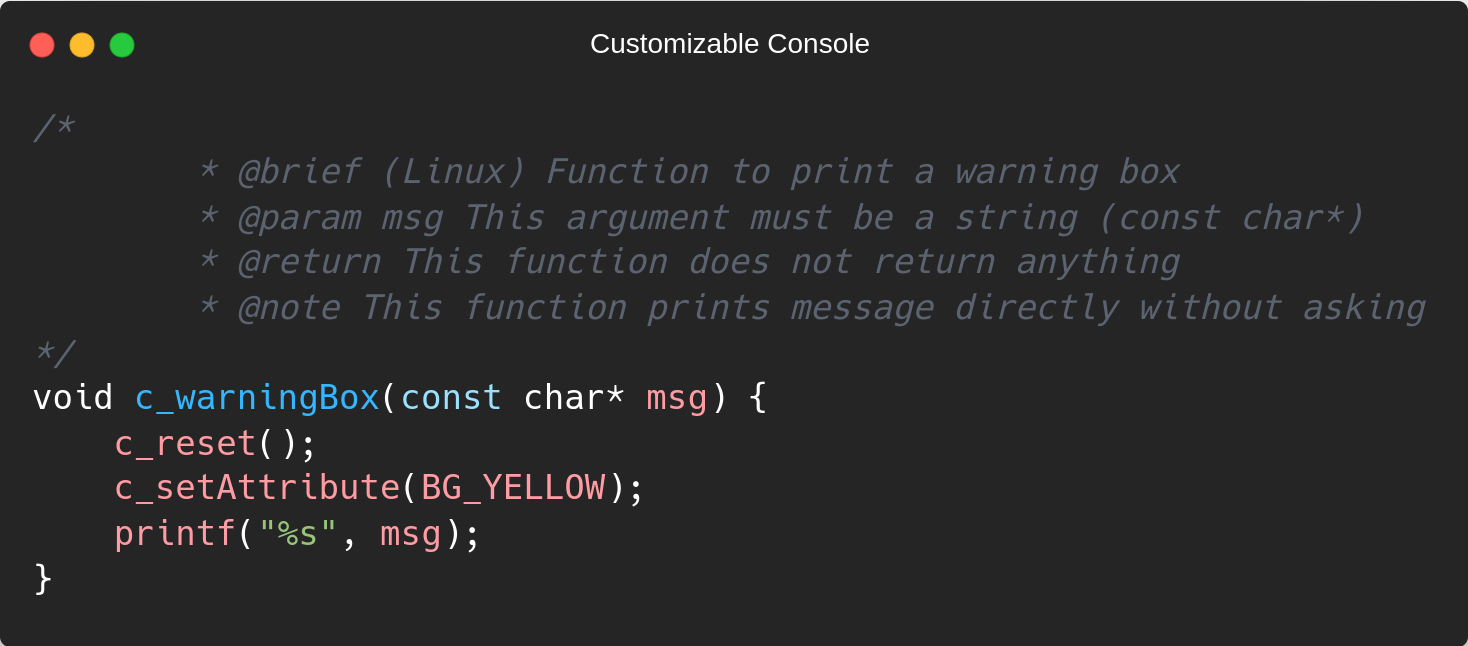 Customizable Console
/*
        * @brief (Linux) Function to print a warning box
        * @param msg This argument must be a string (const char*)
        * @return This function does not return anything
        * @note This function prints message directly without asking
*/
void c_warningBox(const char* msg) {
    c_reset();
    c_setAttribute(BG_YELLOW);
    printf("%s", msg);
}